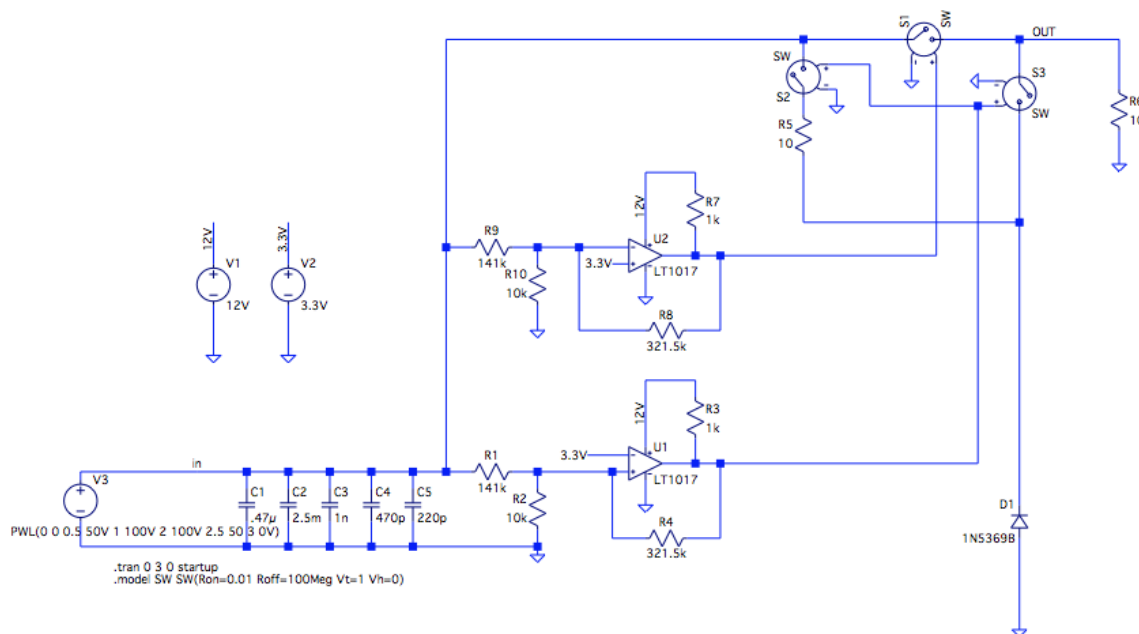 S1
SW
OUT
SW
+
-
S2
S3
SW
R5
10
R6
10
12V
R7
1k
R9
141k
U2
LT1017
3.3V
R10
10k
R8
321.5k
12V
V1
12V
3.3V
V2
3.3V
12V
R3
1k
in
R1
141k
3.3V
U1
LT1017
R2
10k
R4
321.5k
V3
C1
.47µ
C2
2.5m
C3
1n
C4
470p
C5
220p
PWL(0 0 0.5 50V 1 100V 2 100V 2.5 50 3 0V)
D1
1N5369B
.tran 0 3 0 startup
.model SW SW(Ron=0.01 Roff=100Meg Vt=1 Vh=0)